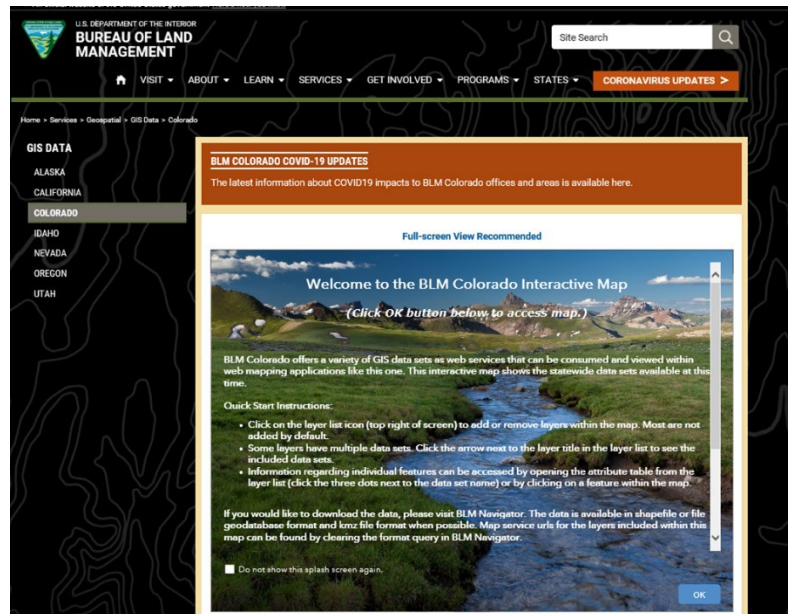 U.S. DEPARTMENT OF THE INTERIOR
BUREAU OF LAND
MANAGEMENT
Site Search
VISIT
ABOUT
LEARN
SERVICES
GET INVOLVED
PROGRAMS
STATES
CORONAVIRUS UPDATES >
Home > Services > Geospatial > GIS Data > Colorado
GIS DATA
ALASKA
CALIFORNIA
COLORADO
IDAHO
NEVADA
OREGON
UTAH
BLM COLORADO COVID-19 UPDATES
The latest information about COVID19 impacts to BLM Colorado offices and areas is available here.
Full-screen View Recommended
Welcome to the BLM Colorado Interactive Map
(Click OK button below to access map.)
BLM Colorado offers a variety of GIS data sets as web services that can be consumed and viewed within
web mapping applications like this one. This interactive map shows the statewide data sets available at this
time.
Quick Start Instructions:
• Click on the layer list icon (top right of screen) to add or remove layers within the map. Most are not
added by default.
• Some layers have multiple data sets. Click the arrow next to the layer title in the layer list to see the
included data sets.
• Information regarding individual features can be accessed by opening the attribute table from the
layer list (click the three dots next to the data set name) or by clicking on a feature within the map.
If you would like to download the data, please visit BLM Navigator. The data is available in shapefile or file
geodatabase format and kmz file format when possible. Map service urls for the layers included within this
map can be found by clearing the format query in BLM Navigator.
Do not show this splash screen again.
OK